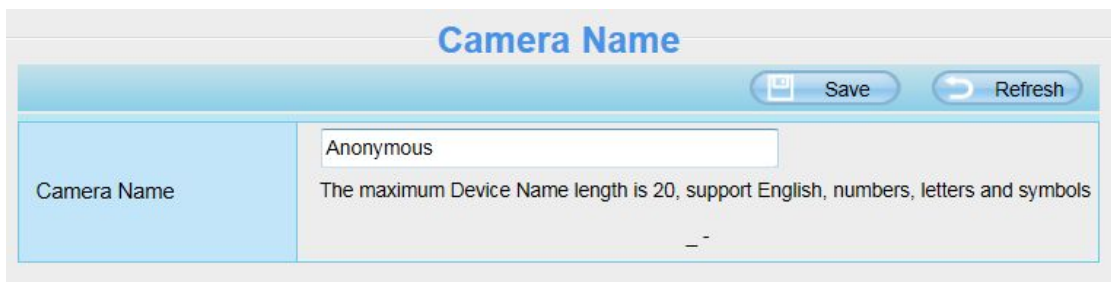 Camera Name
Save Refresh
Anonymous
Camera Name
The maximum Device Name length is 20, support English, numbers, letters and symbols
_ -